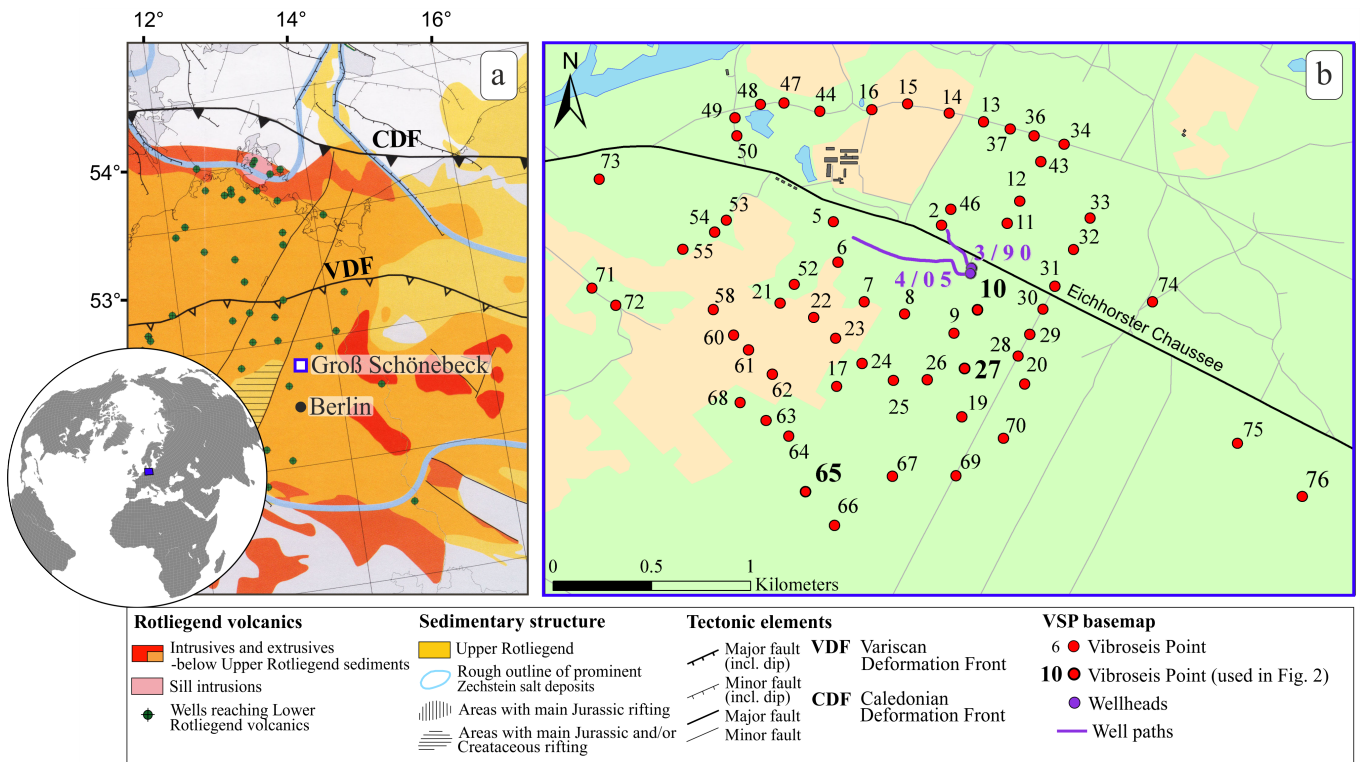 12° 14° 16°
a
CDF
54°
VDF
53°
Groß Schönebeck
Berlin
b
N
48 47 44 16 15 14 13 36 34
49 37
50 43
73 12
53 46 33
54 5 2 11
55 6 32
3/90
4/05
71 52 7 10 31 74
72 58 21 22 8 30
Eichhorster Chaussee
60 23 9 29
61 24 26 28 20
62 17 25 27
68 63 19
64 70 75
65 67 69
66 76
0 0.5 1
Kilometers
Rotliegend volcanics
Intrusives and extrusives
-below Upper Rotliegend sediments
Sill intrusions
Wells reaching Lower
Rotliegend volcanics
Sedimentary structure
Upper Rotliegend
Rough outline of prominent
Zechstein salt deposits
Areas with main Jurassic rifting
Areas with main Jurassic and/or
Creataceous rifting
Tectonic elements
Major fault
(incl. dip)
Minor fault
(incl. dip)
Major fault
Minor fault
VDF Variscan
Deformation Front
CDF Caledonian
Deformation Front
VSP basemap
6 Vibroseis Point
10 Vibroseis Point (used in Fig. 2)
Wellheads
Well paths